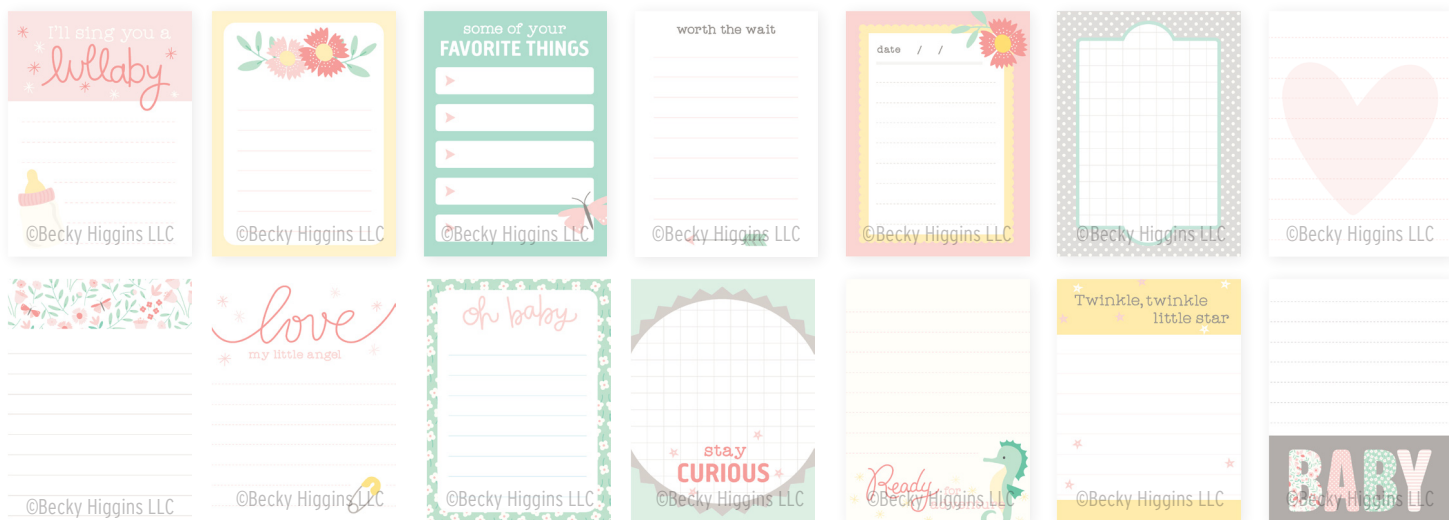 I'll sing you a
lullaby
©Becky Higgins LLC
©Becky Higgins LLC
some of your
FAVORITE THINGS
©Becky Higgins LLC
worth the wait
©Becky Higgins LLC
date / /
©Becky Higgins LLC
©Becky Higgins LLC
©Becky Higgins LLC
©Becky Higgins LLC
love
my little angel
©Becky Higgins LLC
oh baby
©Becky Higgins LLC
stay
CURIOUS
©Becky Higgins LLC
Ready
©Becky Higgins LLC
Twinkle, twinkle
little star
©Becky Higgins LLC
BABY
©Becky Higgins LLC